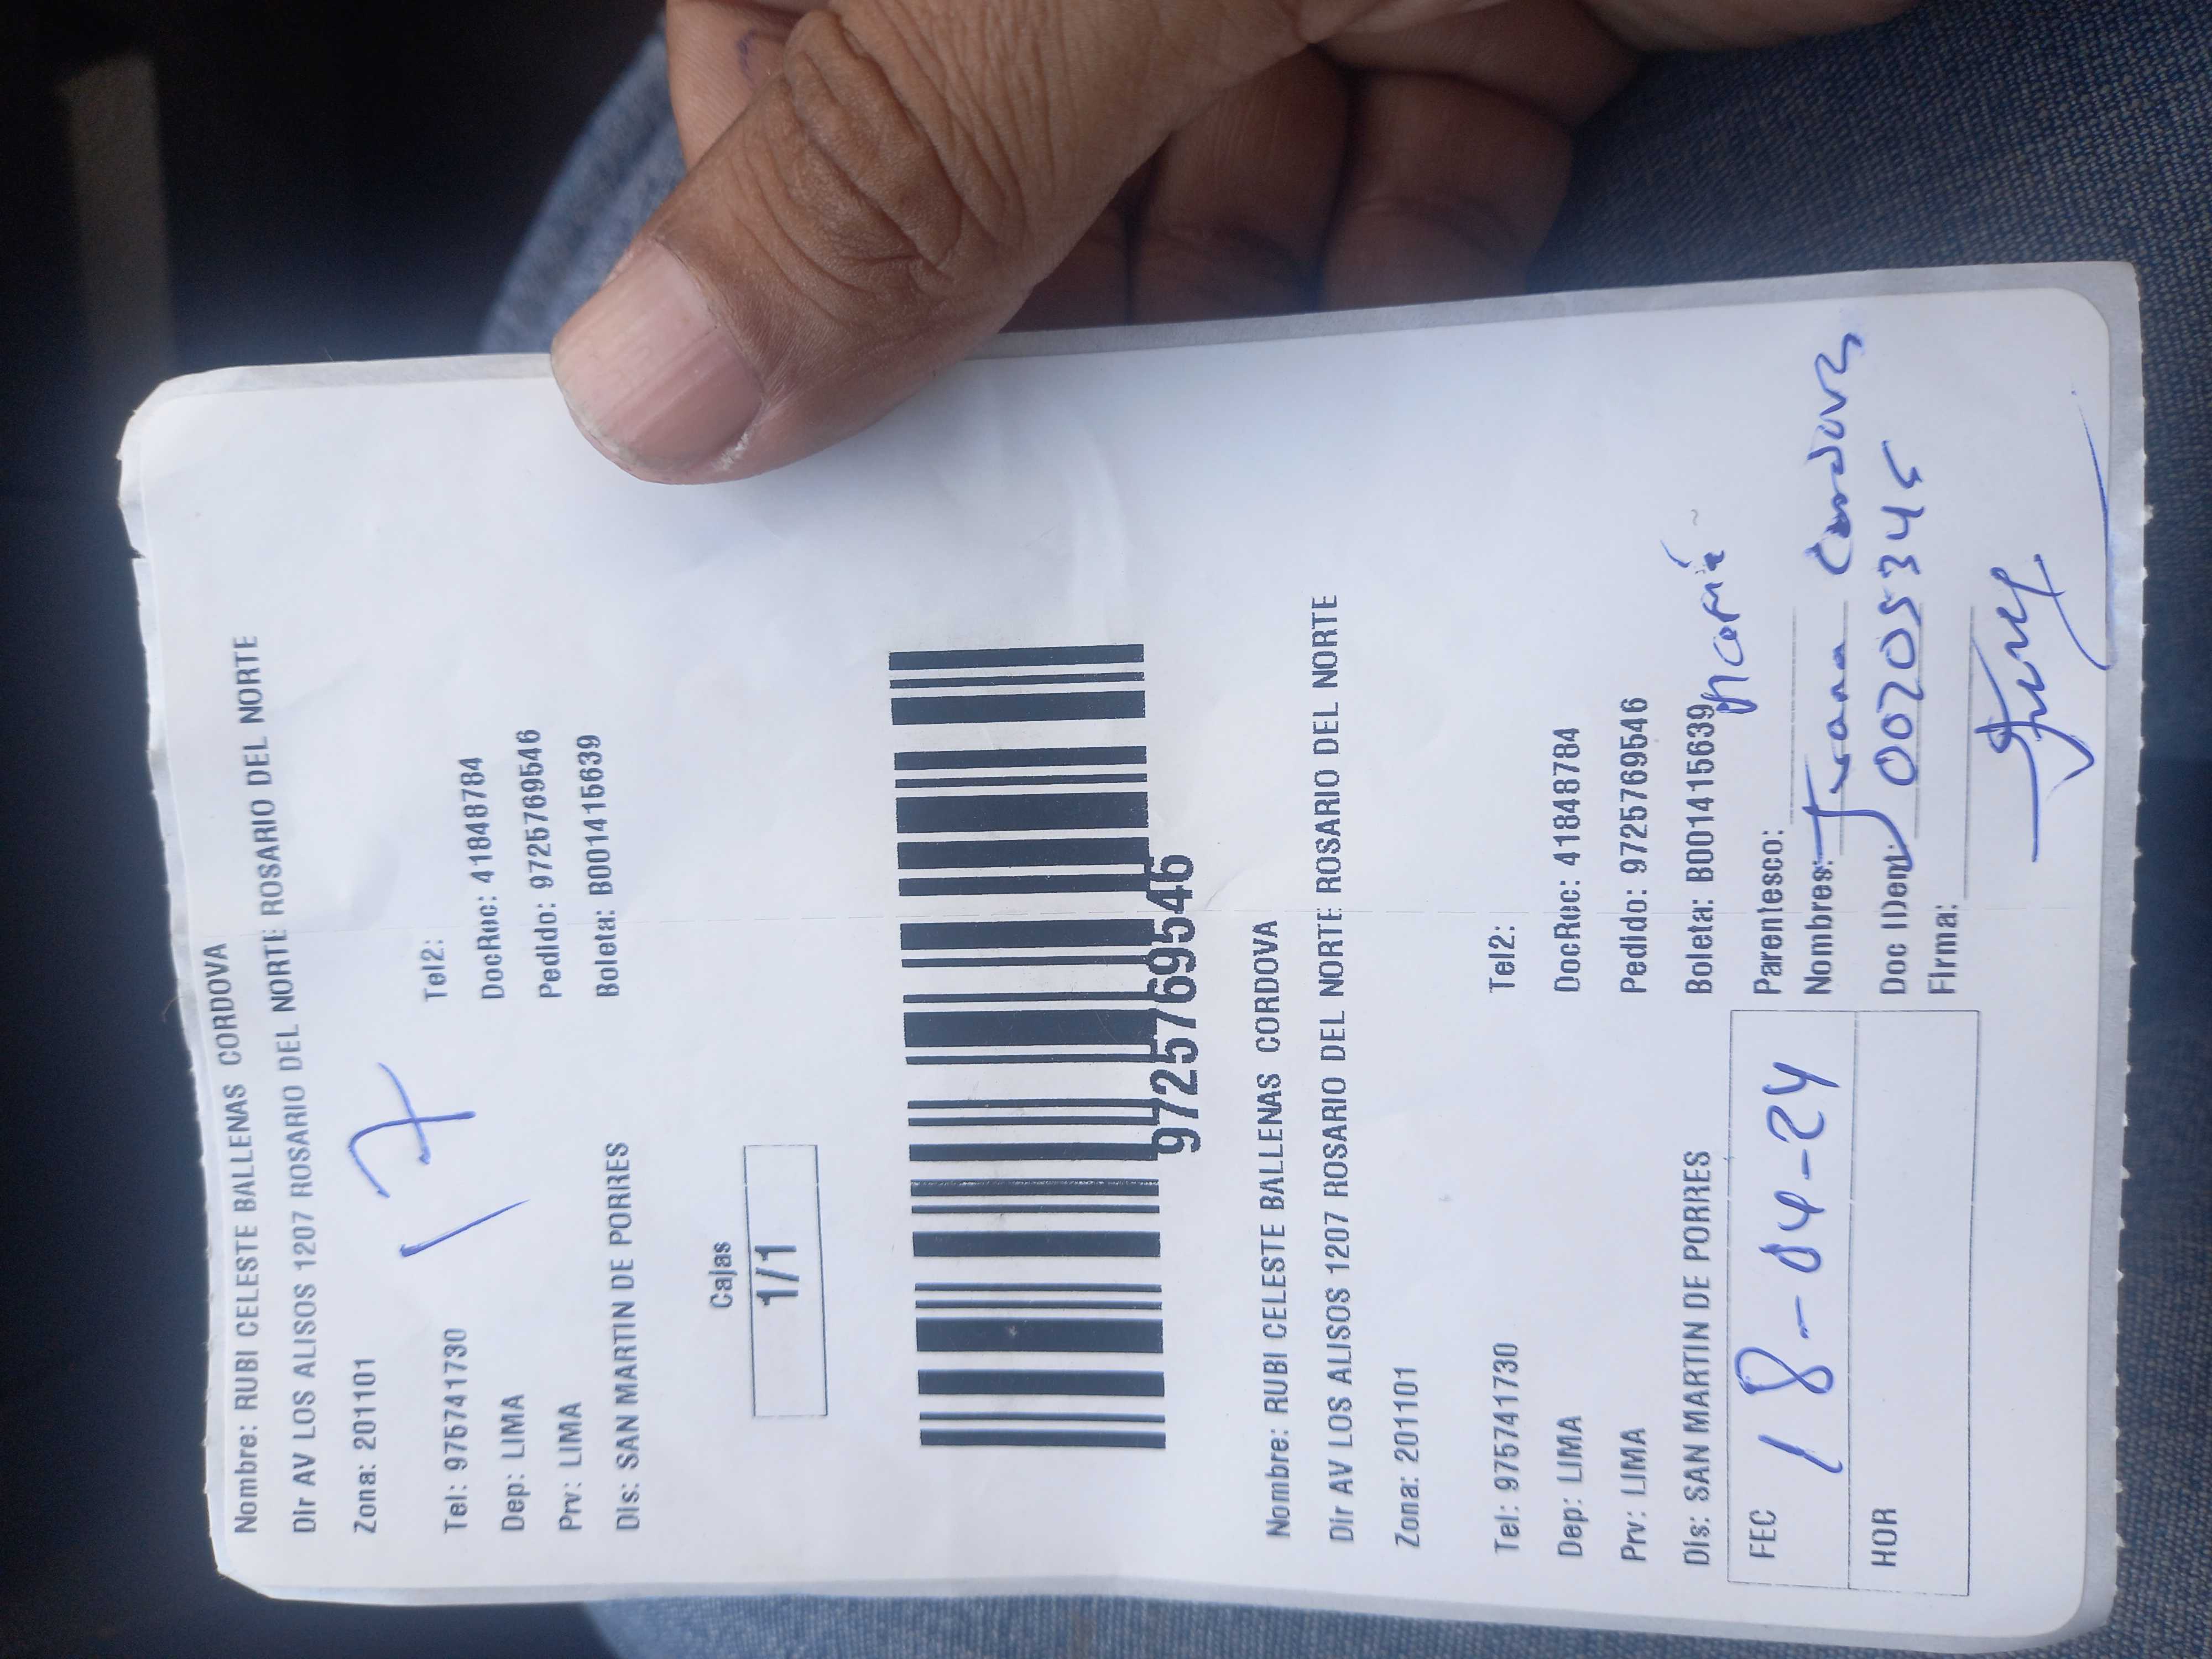 Nombre: RUBI CELESTE BALLENAS CORDOVA
Dir AV LOS ALISOS 1207 ROSARIO DEL NORTE ROSARIO DEL NORTE
Zona: 201101
17
Tel: 975741730 Tel2:
Dep: LIMA DocRuc: 41848784
Prv: LIMA Pedido: 9725769546
Dis: SAN MARTIN DE PORRES Boleta: B001415639
Cajas
1/1
9725769546
Nombre: RUBI CELESTE BALLENAS CORDOVA
Dir AV LOS ALISOS 1207 ROSARIO DEL NORTE ROSARIO DEL NORTE
Zona: 201101
Tel: 975741730 Tel2:
Dep: LIMA DocRuc: 41848784
Prv: LIMA Pedido: 9725769546
Dis: SAN MARTIN DE PORRES Boleta: B001415639
FEC 18-04-24 Parentesco:
Nombres: Juana Cordova
HOR Doc IDen: 00205345
Firma: